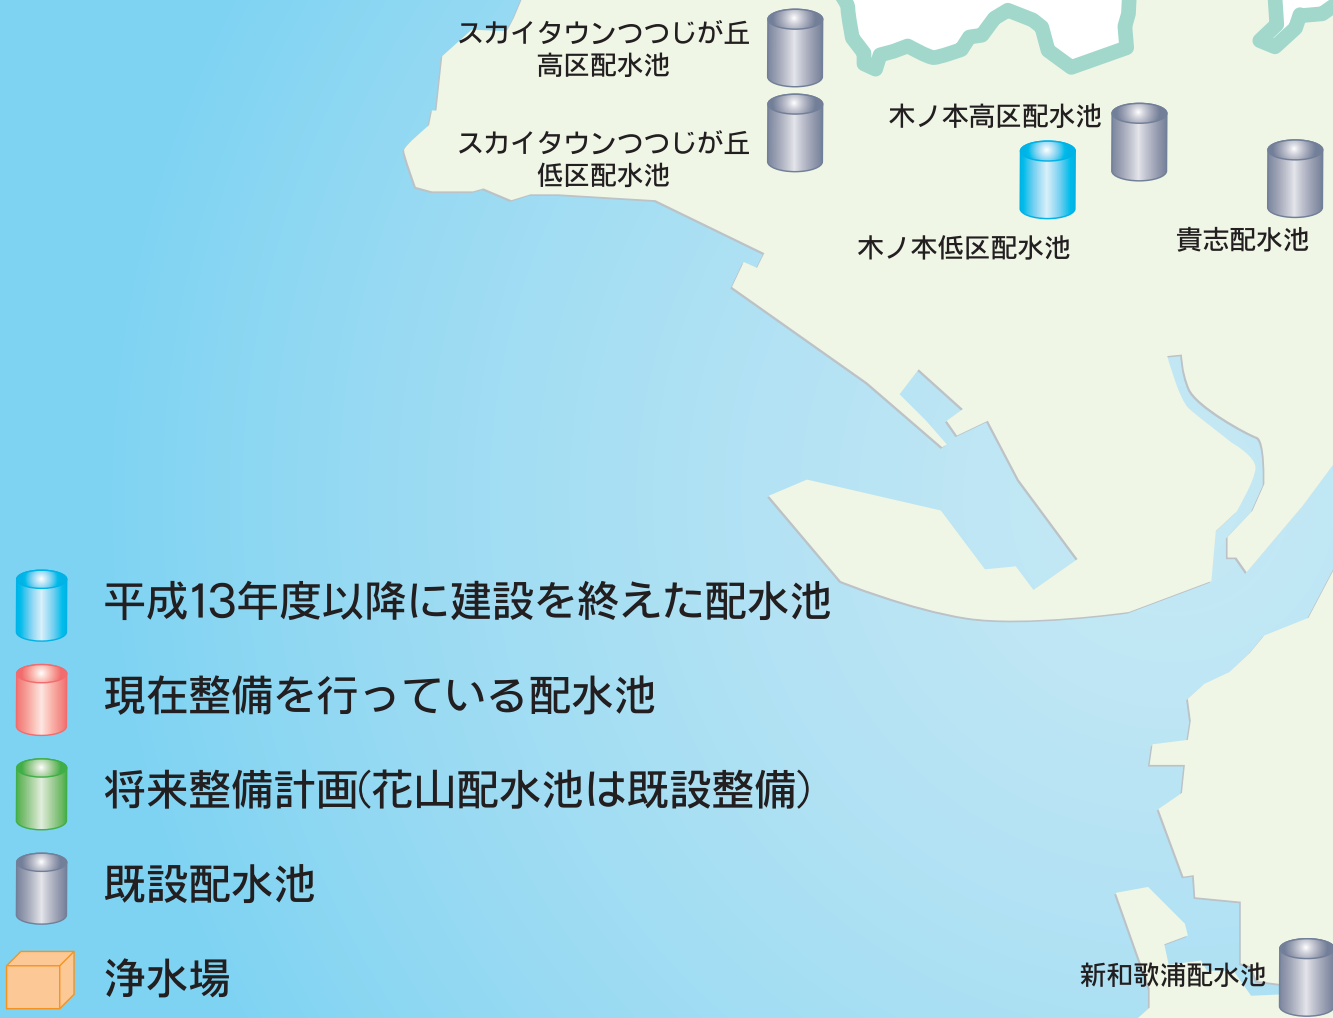 スカイタウンつつじが丘
高区配水池
スカイタウンつつじが丘
低区配水池
木ノ本高区配水池
木ノ本低区配水池
貴志配水池
平成13年度以降に建設を終えた配水池
現在整備を行っている配水池
将来整備計画(花山配水池は既設整備)
既設配水池
浄水場
新和歌浦配水池